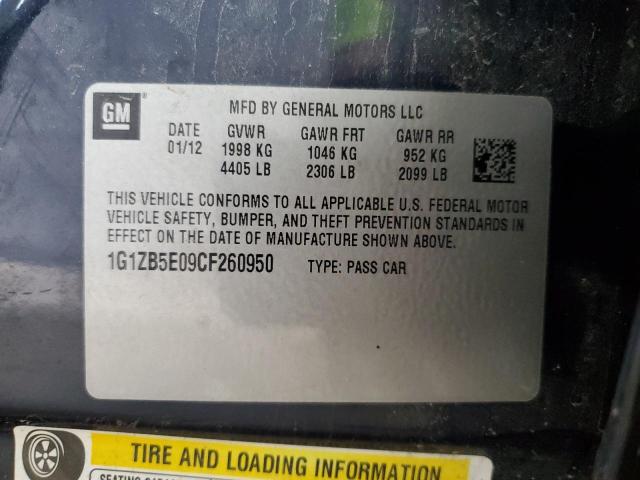 GM
MFD BY GENERAL MOTORS LLC
DATE GVWR GAWR FRT GAWR RR
01/12 1998 KG 1046 KG 952 KG
4405 LB 2306 LB 2099 LB
THIS VEHICLE CONFORMS TO ALL APPLICABLE U.S. FEDERAL MOTOR
VEHICLE SAFETY, BUMPER, AND THEFT PREVENTION STANDARDS IN
EFFECT ON THE DATE OF MANUFACTURE SHOWN ABOVE.
1G1ZB5E09CF260950 TYPE: PASS CAR
TIRE AND LOADING INFORMATION